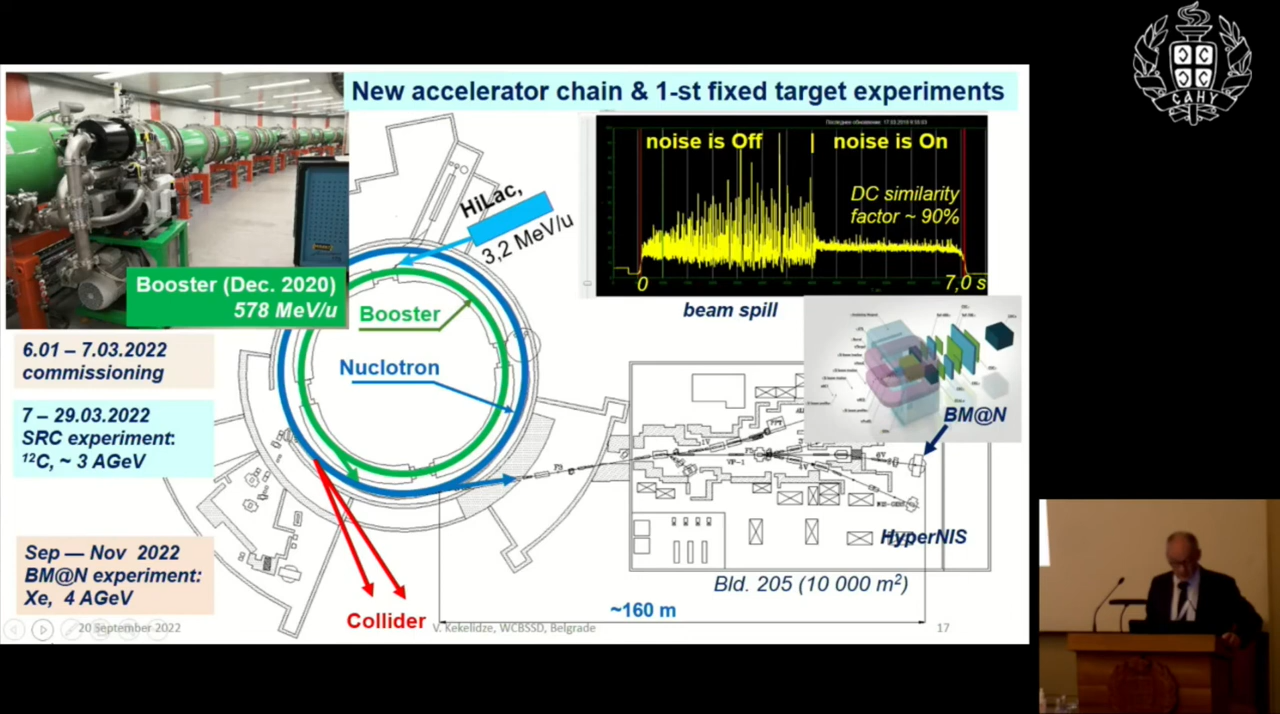 New accelerator chain & 1-st fixed target experiments
Booster (Dec. 2020)
578 MeV/u
6.01 – 7.03.2022
commissioning
7 – 29.03.2022
SRC experiment:
¹²C, ~ 3 AGeV
Sep — Nov 2022
BM@N experiment:
Xe, 4 AGeV
HiLac,
3,2 MeV/u
Booster
Nuclotron
Collider
noise is Off | noise is On
DC similarity
factor ~ 90%
0
7,0 s
beam spill
BM@N
HyperNIS
Bld. 205 (10 000 m²)
~160 m
20 September 2022
V. Kekelidze, WCBSSD, Belgrade
17
САНУ